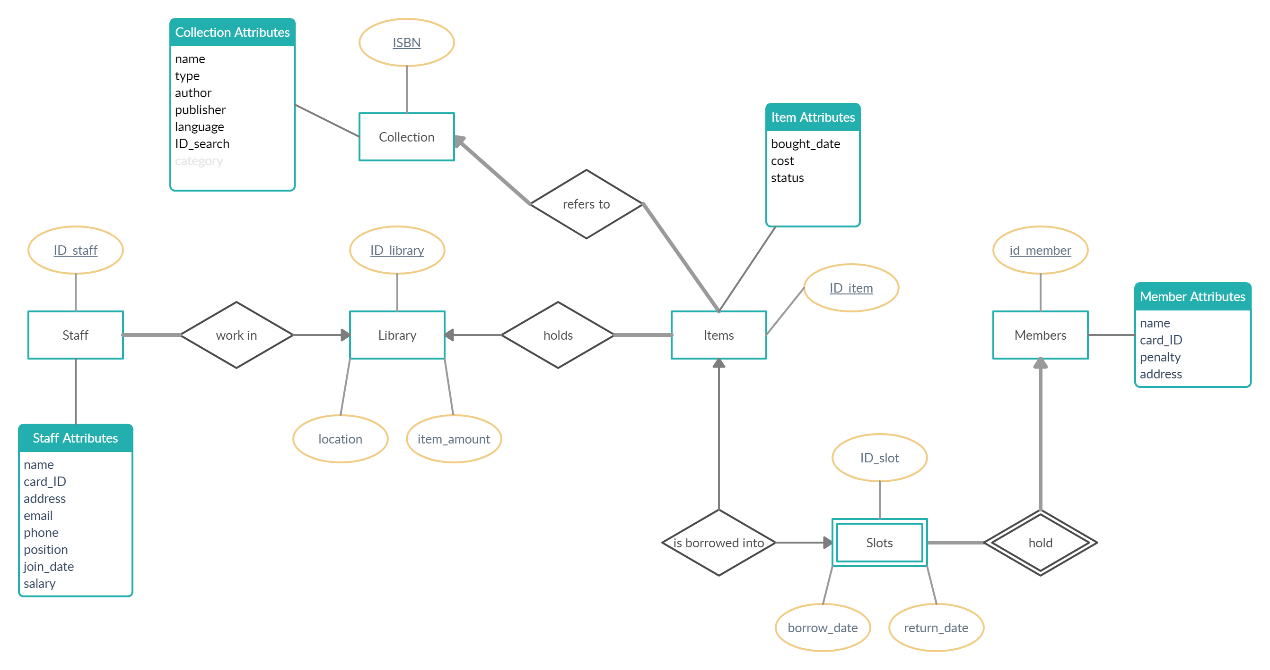 Collection Attributes
name
type
author
publisher
language
ID_search
category
ISBN
Collection
Item Attributes
bought_date
cost
status
refers to
ID_staff
ID_library
ID_item
id_member
Member Attributes
name
card_ID
penalty
address
Staff
work in
Library
holds
Items
Members
location
item_amount
Staff Attributes
name
card_ID
address
email
phone
position
join_date
salary
ID_slot
is borrowed into
Slots
hold
borrow_date
return_date